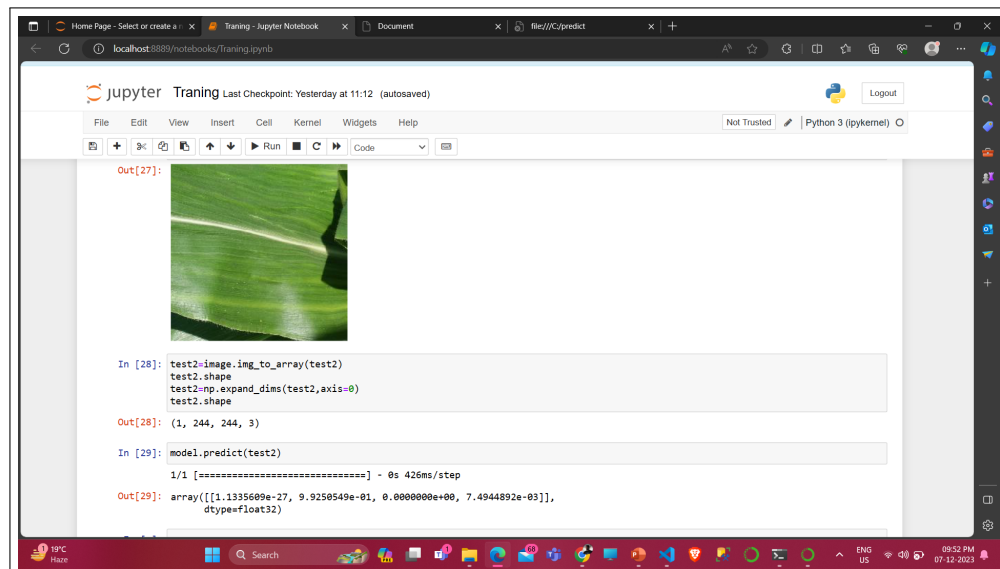 Home Page - Select or create a n
Traning - Jupyter Notebook
Document
file:///C:/predict
localhost:8889/notebooks/Traning.ipynb
jupyter Traning Last Checkpoint: Yesterday at 11:12 (autosaved)
Logout
File Edit View Insert Cell Kernel Widgets Help
Not Trusted Python 3 (ipykernel)
Run Code
Out[27]:
In [28]: test2=image.img_to_array(test2)
test2.shape
test2=np.expand_dims(test2,axis=0)
test2.shape
Out[28]: (1, 244, 244, 3)
In [29]: model.predict(test2)
1/1 [==============================] - 0s 426ms/step
Out[29]: array([[1.1335609e-27, 9.9250549e-01, 0.0000000e+00, 7.4944892e-03]],
dtype=float32)
19°C
Haze
Search
68
ENG
US
09:52 PM
07-12-2023